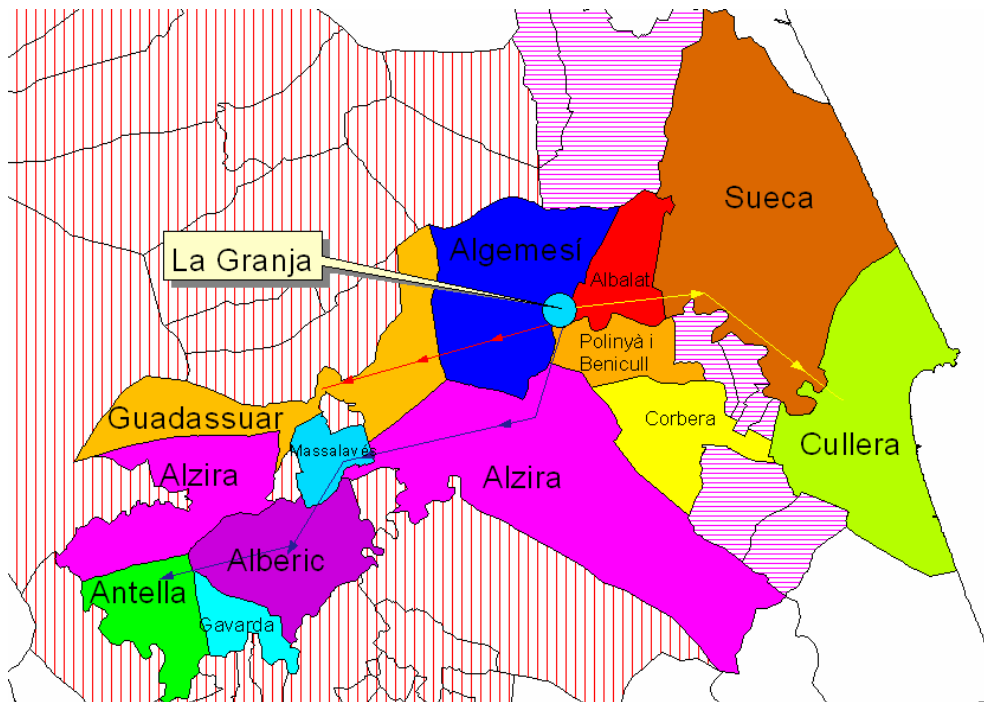 Sueca
Algemesí
La Granja
Albalat
Polinyà i
Benicull
Guadassuar
Corbera
Cullera
Massalavés
Alzira
Alzira
Alberic
Antella
Gavarda